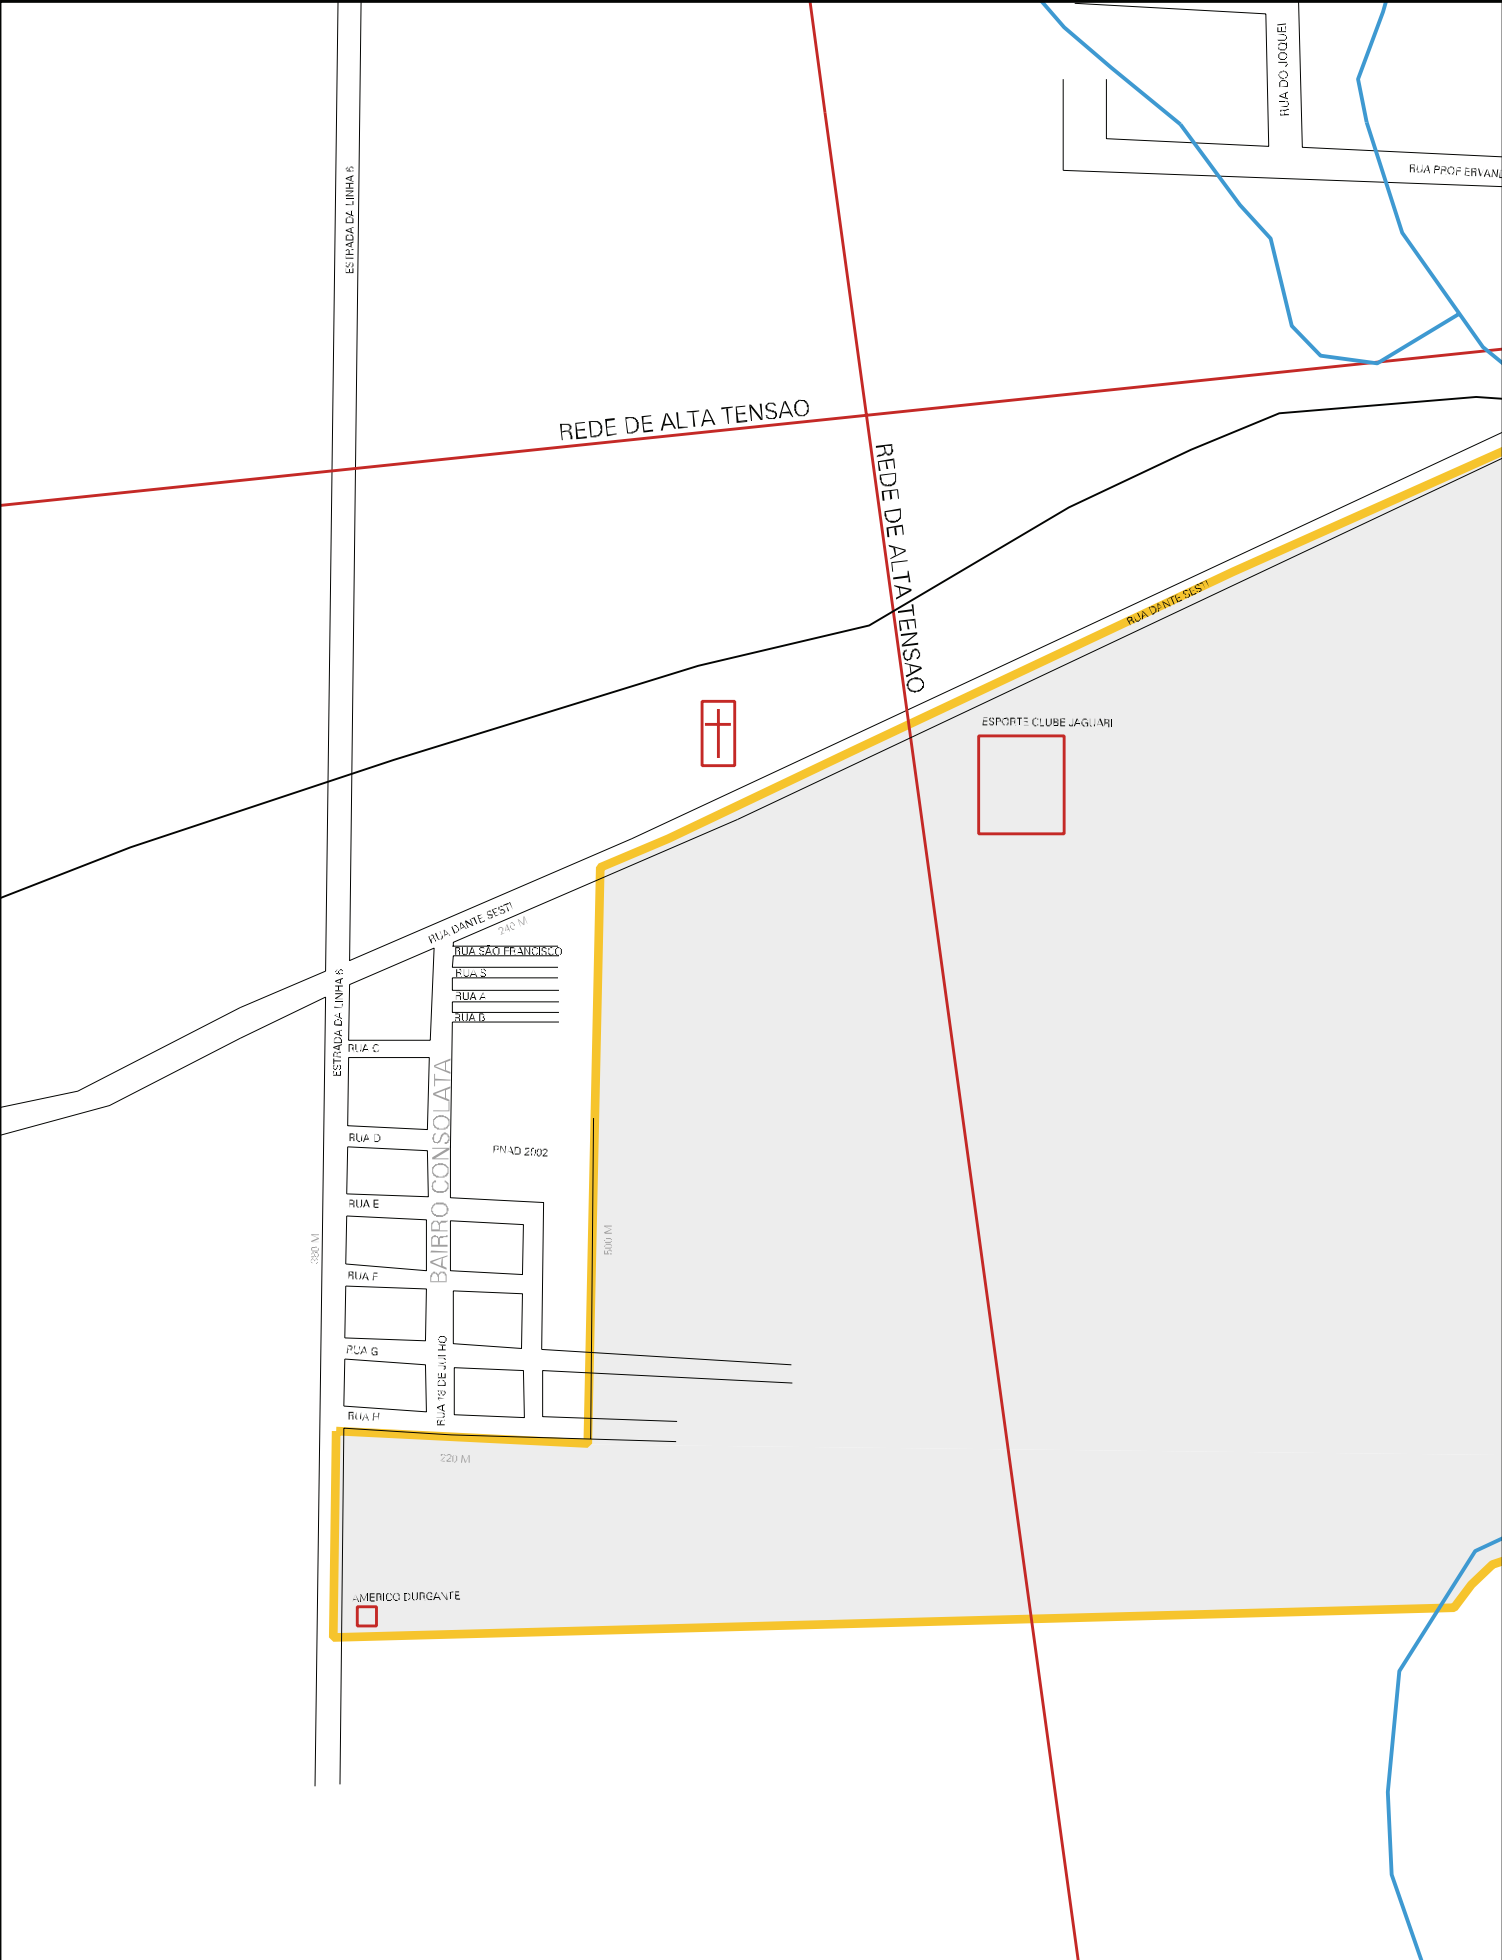 RUA DO JOQUEI
RUA PROF ERVAN
ESTRADA DA LINHA 6
REDE DE ALTA TENSAO
REDE DE ALTA TENSAO
RUA DANTE SESTI
ESPORTE CLUBE JAGUARI
RUA DANTE SESTI
240 M
RUA SÃO FRANCISCO
RUA S
RUA A
RUA B
ESTRADA DA LINHA 6
RUA C
BAIRRO CONSOLATA
RUA D
PNAD 2002
RUA E
380 M
500 M
RUA F
RUA G
RUA 18 DE JULHO
RUA H
220 M
AMERICO DURGANTE